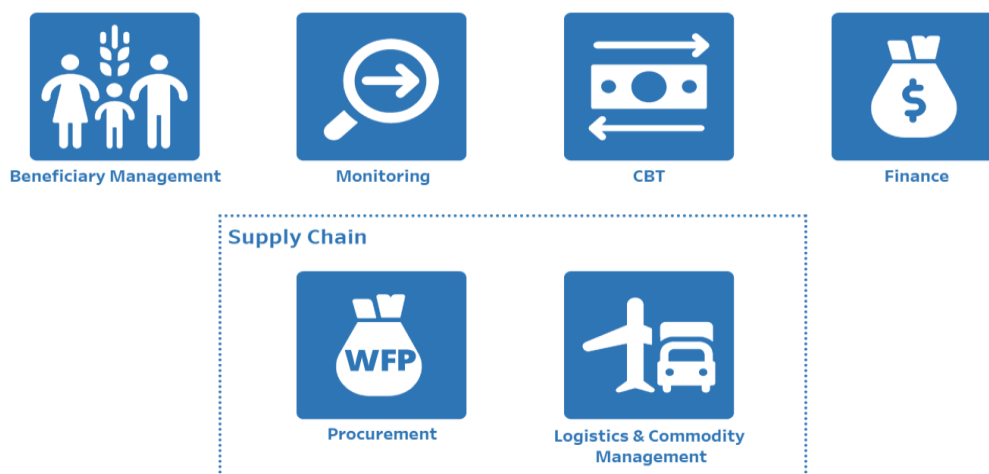 $
Beneficiary Management
Monitoring
CBT
Finance
Supply Chain
WFP
Procurement
Logistics & Commodity
Management